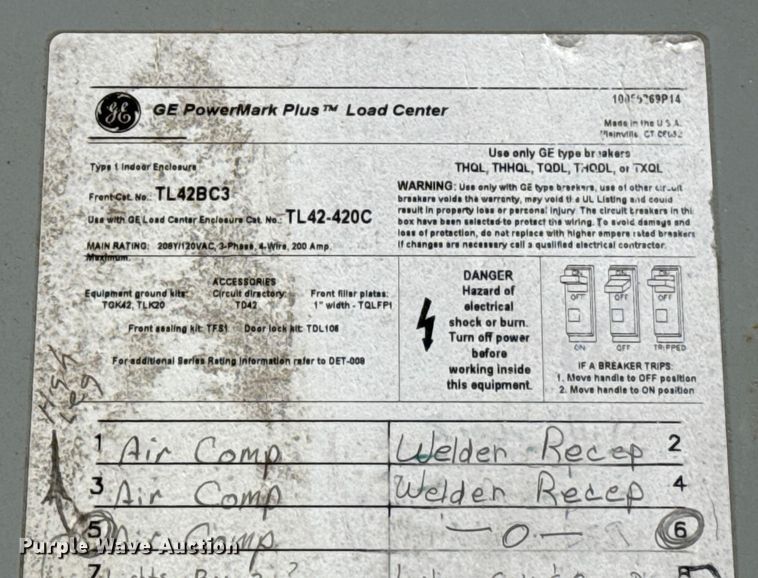 GE
GE PowerMark Plus™ Load Center
Made in the U.S.A.
Type 1 Indoor Enclosure
Front Cat. No.: TL42BC3
Use with GE Load Center Enclosure Cat. No.: TL42-420C
MAIN RATING: 208Y/120VAC, 3-Phase, 4-Wire, 200 Amp.
Maximum.
Use only GE type breakers
THQL, THHQL, TQDL, THQDL, or TXQL
WARNING: Use only with GE type breakers, use of other circuit
breakers voids the warranty, may void the UL Listing and could
result in property loss or personal injury. The circuit breakers in this
box have been selected to protect the wiring. To avoid damage and
loss of protection, do not replace with higher ampere rated breakers
If changes are necessary call a qualified electrical contractor.
ACCESSORIES
Equipment ground kits: Circuit directory: Front filler plates:
TGK42, TLK20 TD42 1" width - TQLFP1
Front sealing kit: TFS1 Door lock kit: TDL106
For additional Series Rating information refer to DET-008
DANGER
Hazard of
electrical
shock or burn.
Turn off power
before
working inside
this equipment.
OFF OFF OFF
ON OFF TRIPPED
IF A BREAKER TRIPS:
1. Move handle to OFF position
2. Move handle to ON position
High
Leg
1 Air Comp Welder Recep 2
3 Air Comp Welder Recep 4
5 Air Comp -0- 6
7
8
Purple Wave Auction